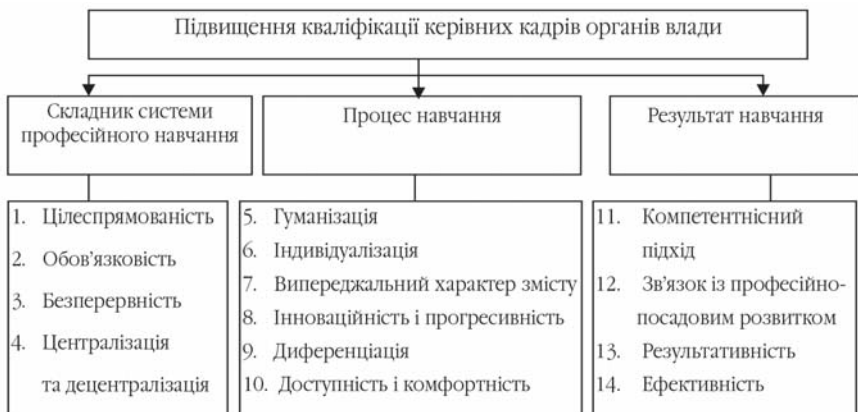 Підвищення кваліфікації керівних кадрів органів влади
Складник системи
професійного навчання
Процес навчання
Результат навчання
1. Цілеспрямованість
2. Обов'язковість
3. Безперервність
4. Централізація
та децентралізація
5. Гуманізація
6. Індивідуалізація
7. Випереджальний характер змісту
8. Інноваційність і прогресивність
9. Диференціація
10. Доступність і комфортність
11. Компетентнісний
підхід
12. Зв'язок із професійно-
посадовим розвитком
13. Результативність
14. Ефективність